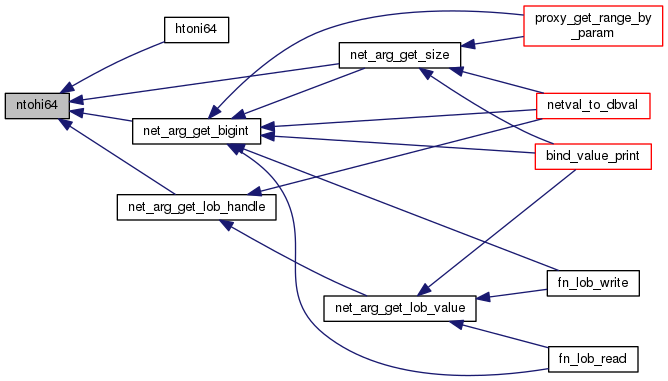 ntohi64
htoni64
net_arg_get_size
net_arg_get_bigint
net_arg_get_lob_handle
net_arg_get_lob_value
proxy_get_range_by
_param
netval_to_dbval
bind_value_print
fn_lob_write
fn_lob_read